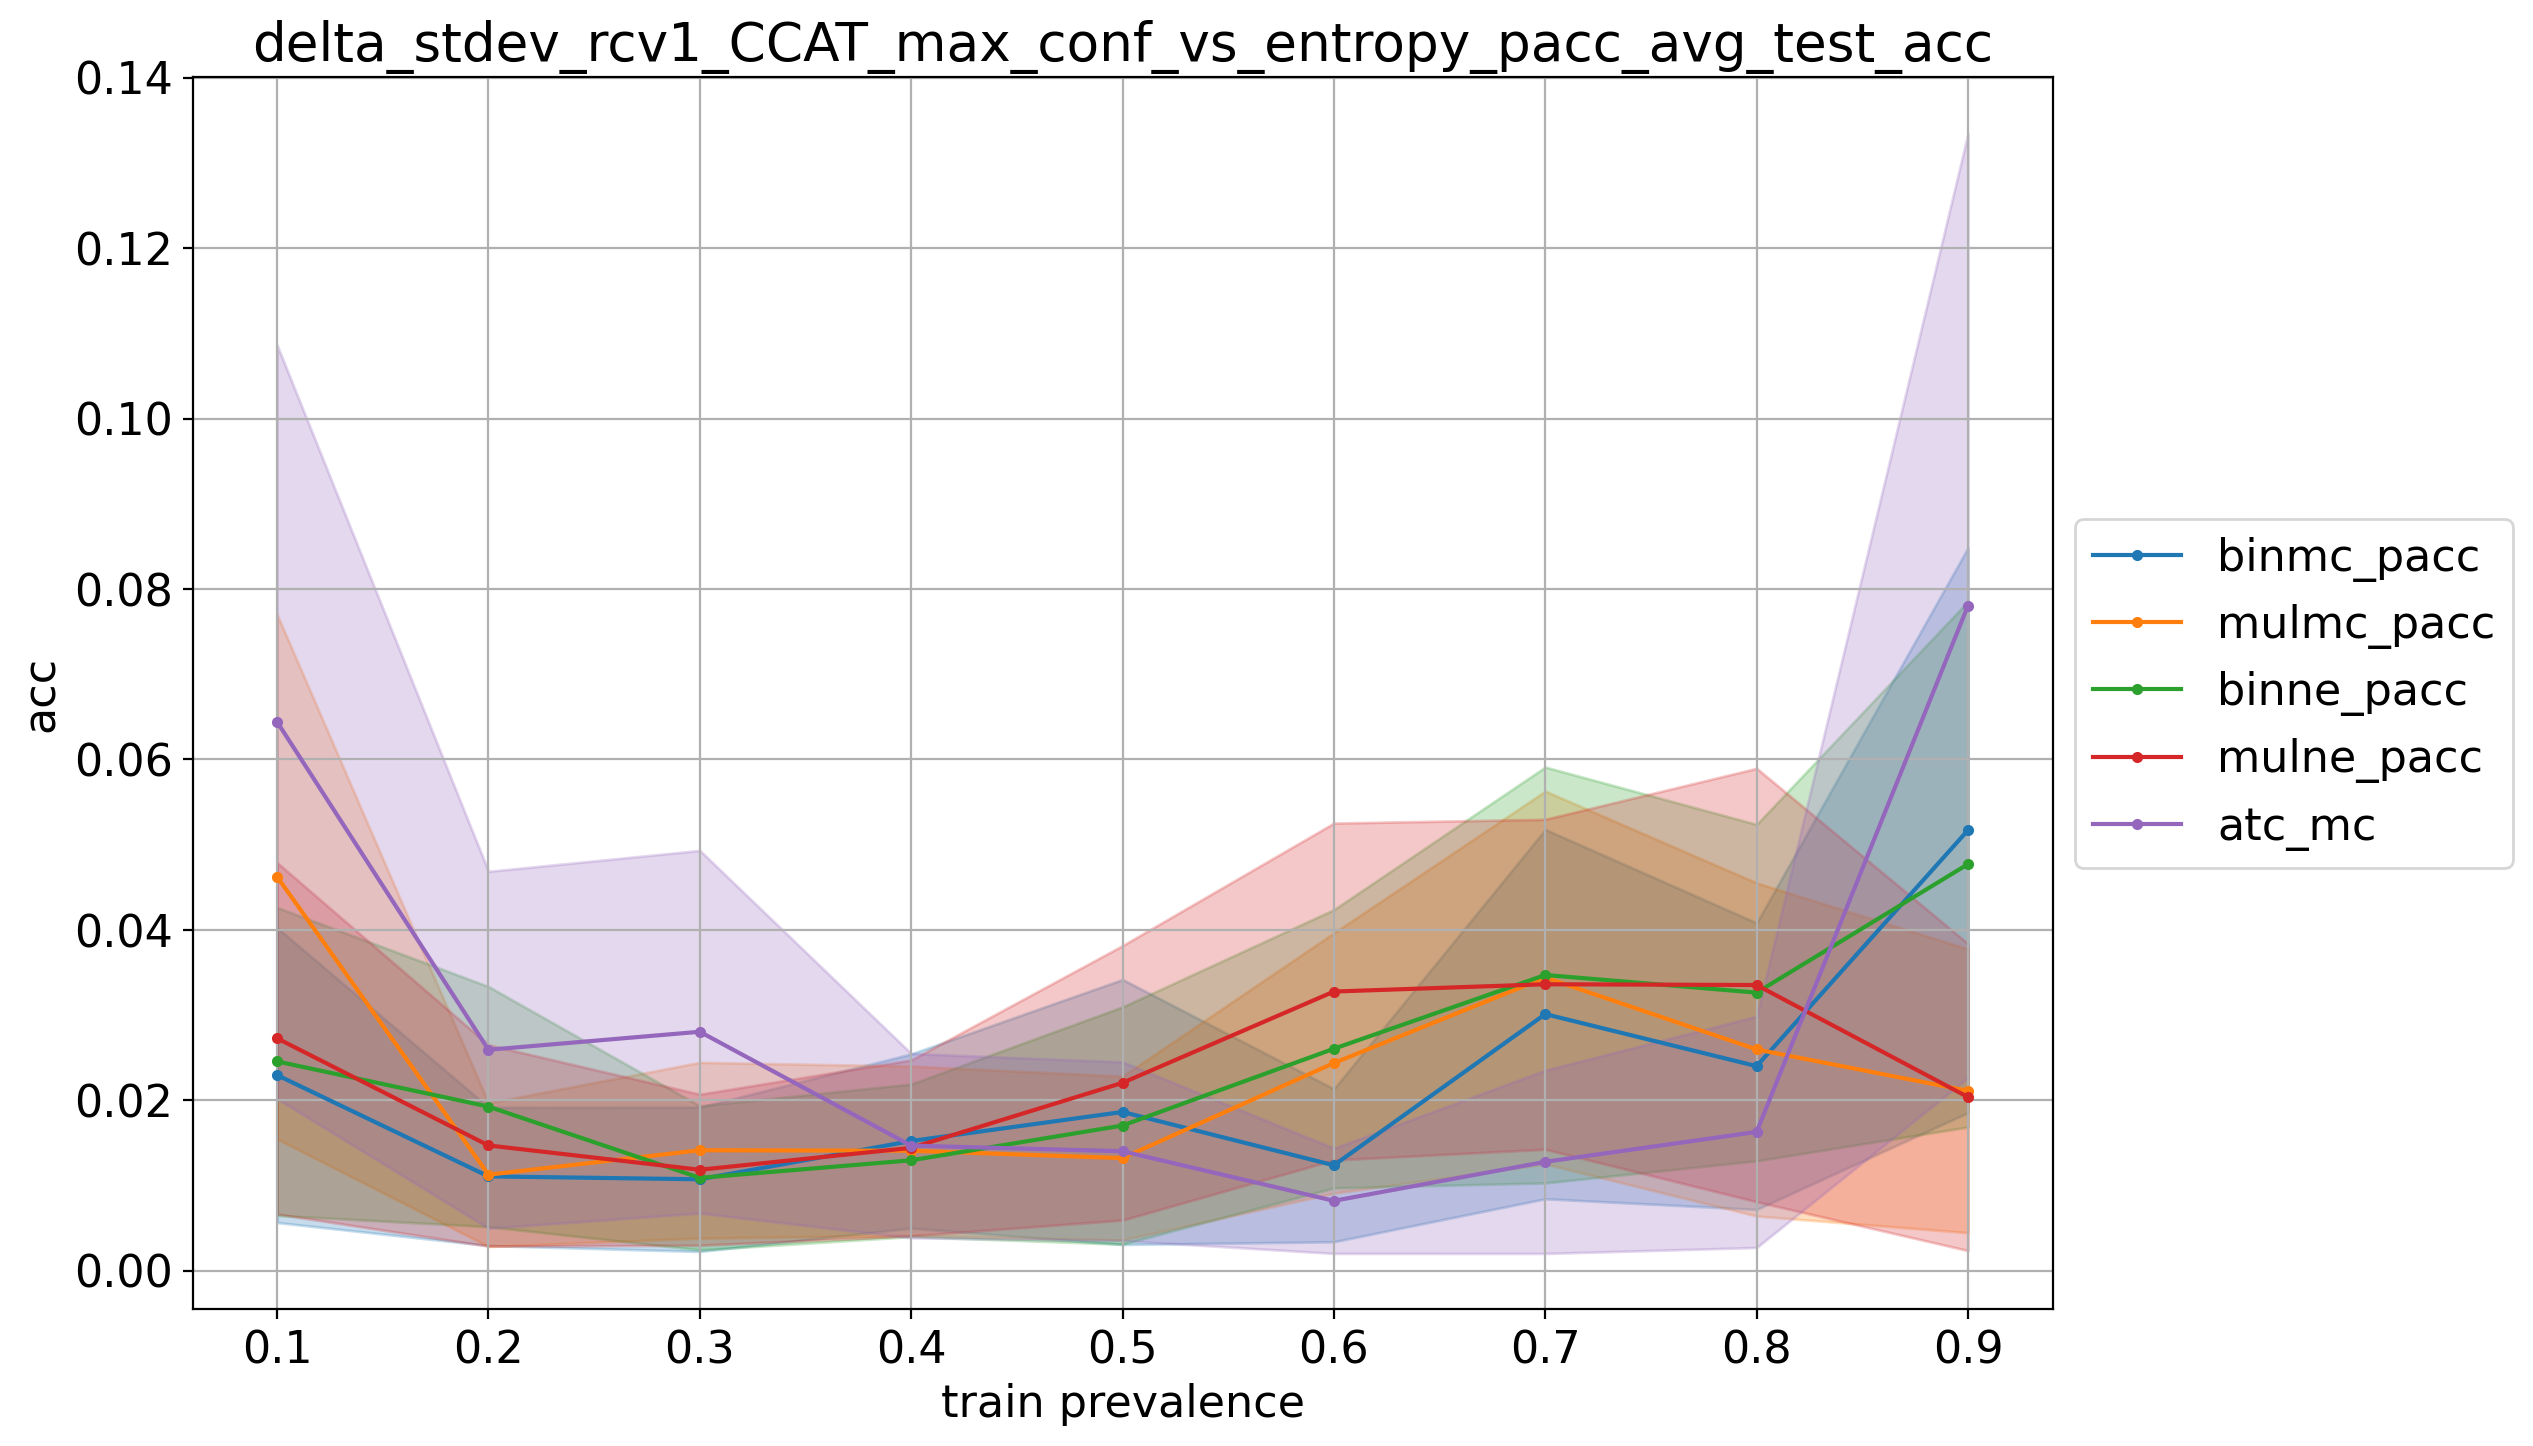 delta_stdev_rcv1_CCAT_max_conf_vs_entropy_pacc_avg_test_acc
0.14
0.12
0.10
0.08
0.06
0.04
0.02
0.00
acc
0.1 0.2 0.3 0.4 0.5 0.6 0.7 0.8 0.9
train prevalence
binmc_pacc
mulmc_pacc
binne_pacc
mulne_pacc
atc_mc